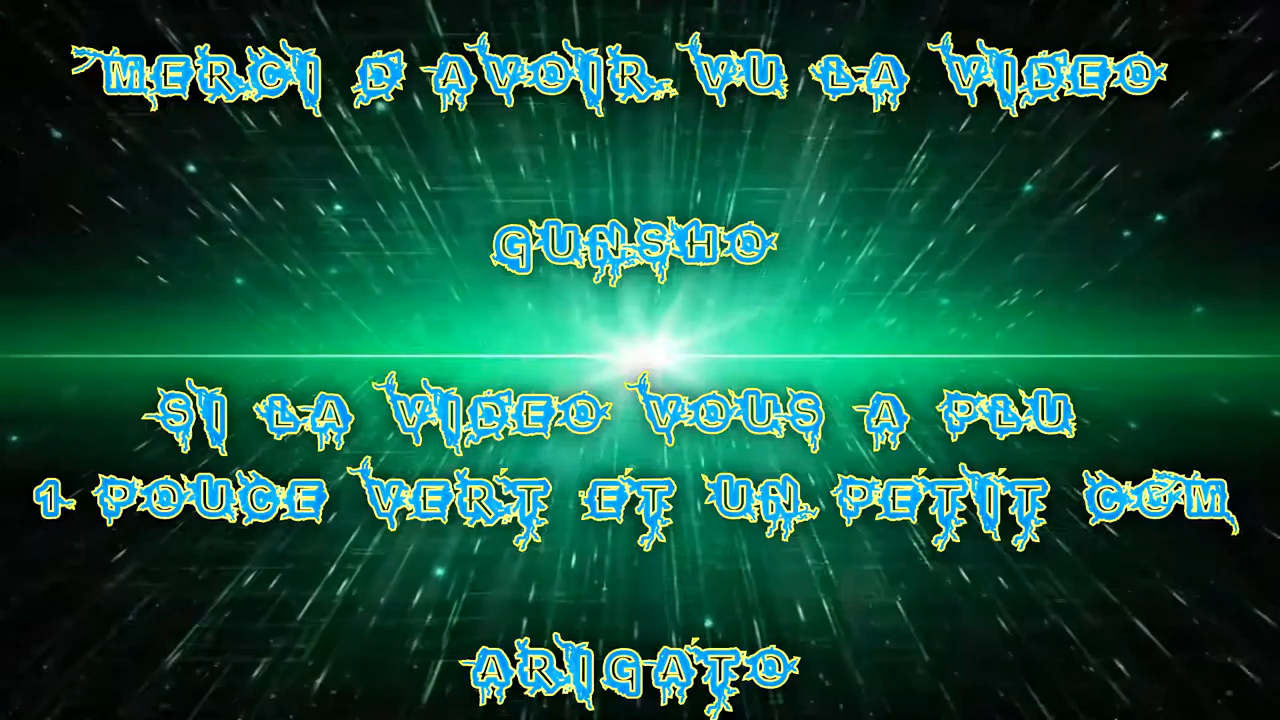 MERCI D AVOIR VU LA VIDEO
GUNSHO
SI LA VIDEO VOUS A PLU
1 POUCE VERT ET UN PETIT COM
ARIGATO